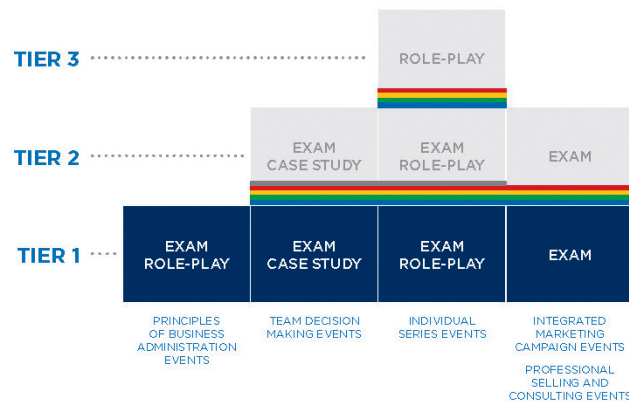 TIER 3
ROLE-PLAY
TIER 2
EXAM
CASE STUDY
EXAM
ROLE-PLAY
EXAM
TIER 1
EXAM
ROLE-PLAY
EXAM
CASE STUDY
EXAM
ROLE-PLAY
EXAM
PRINCIPLES
OF BUSINESS
ADMINISTRATION
EVENTS
TEAM DECISION
MAKING EVENTS
INDIVIDUAL
SERIES EVENTS
INTEGRATED
MARKETING
CAMPAIGN EVENTS
PROFESSIONAL
SELLING AND
CONSULTING EVENTS